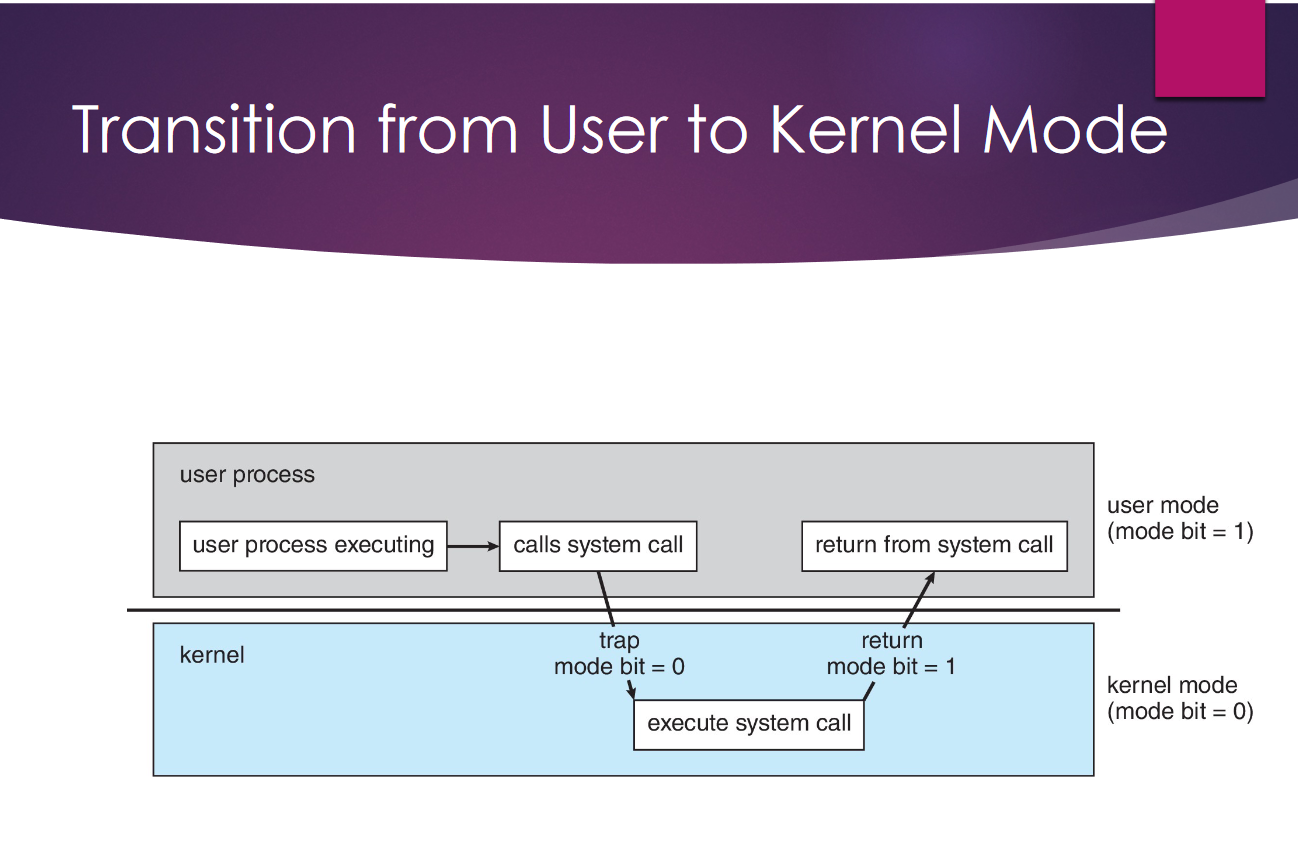 Transition from User to Kernel Mode
user process
user process executing
calls system call
return from system call
user mode
(mode bit = 1)
kernel
trap
mode bit = 0
return
mode bit = 1
execute system call
kernel mode
(mode bit = 0)